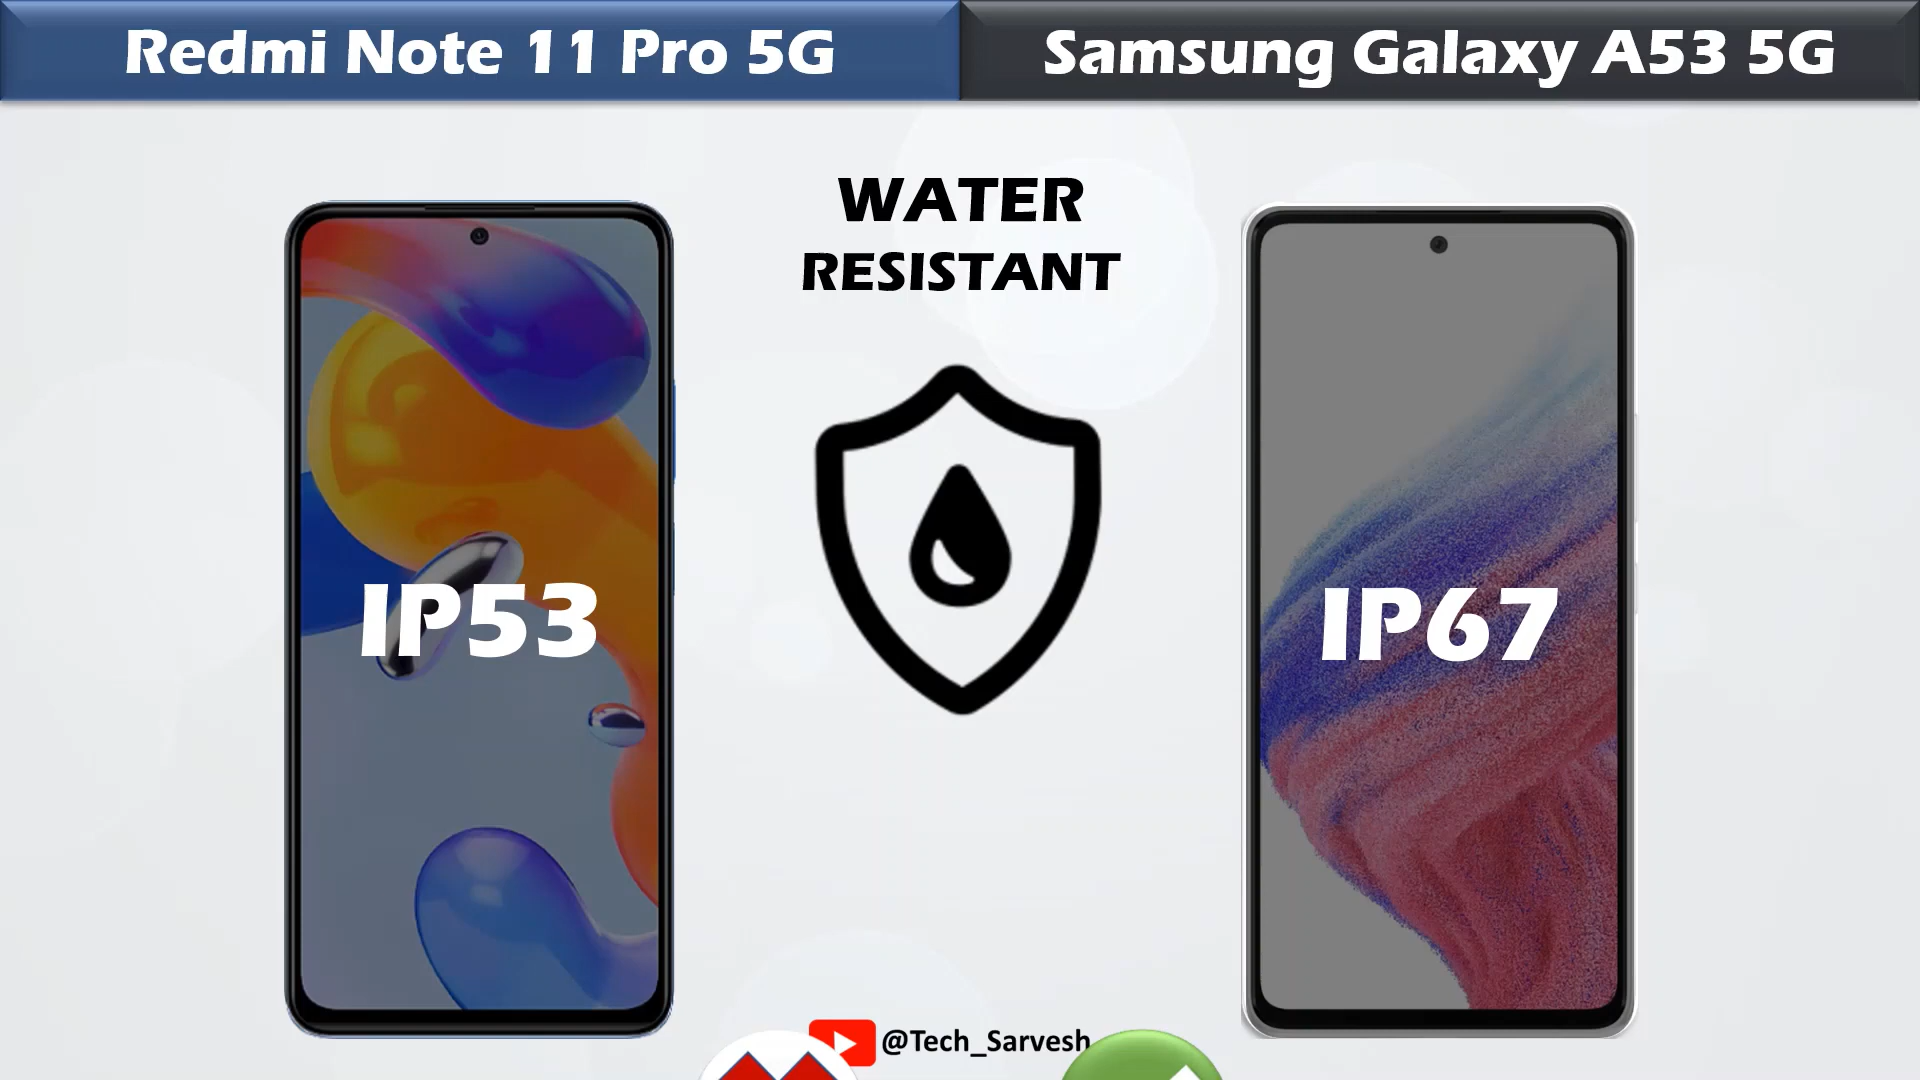 Redmi Note 11 Pro 5G
Samsung Galaxy A53 5G
WATER
RESISTANT
IP53
IP67
@Tech_Sarvesh